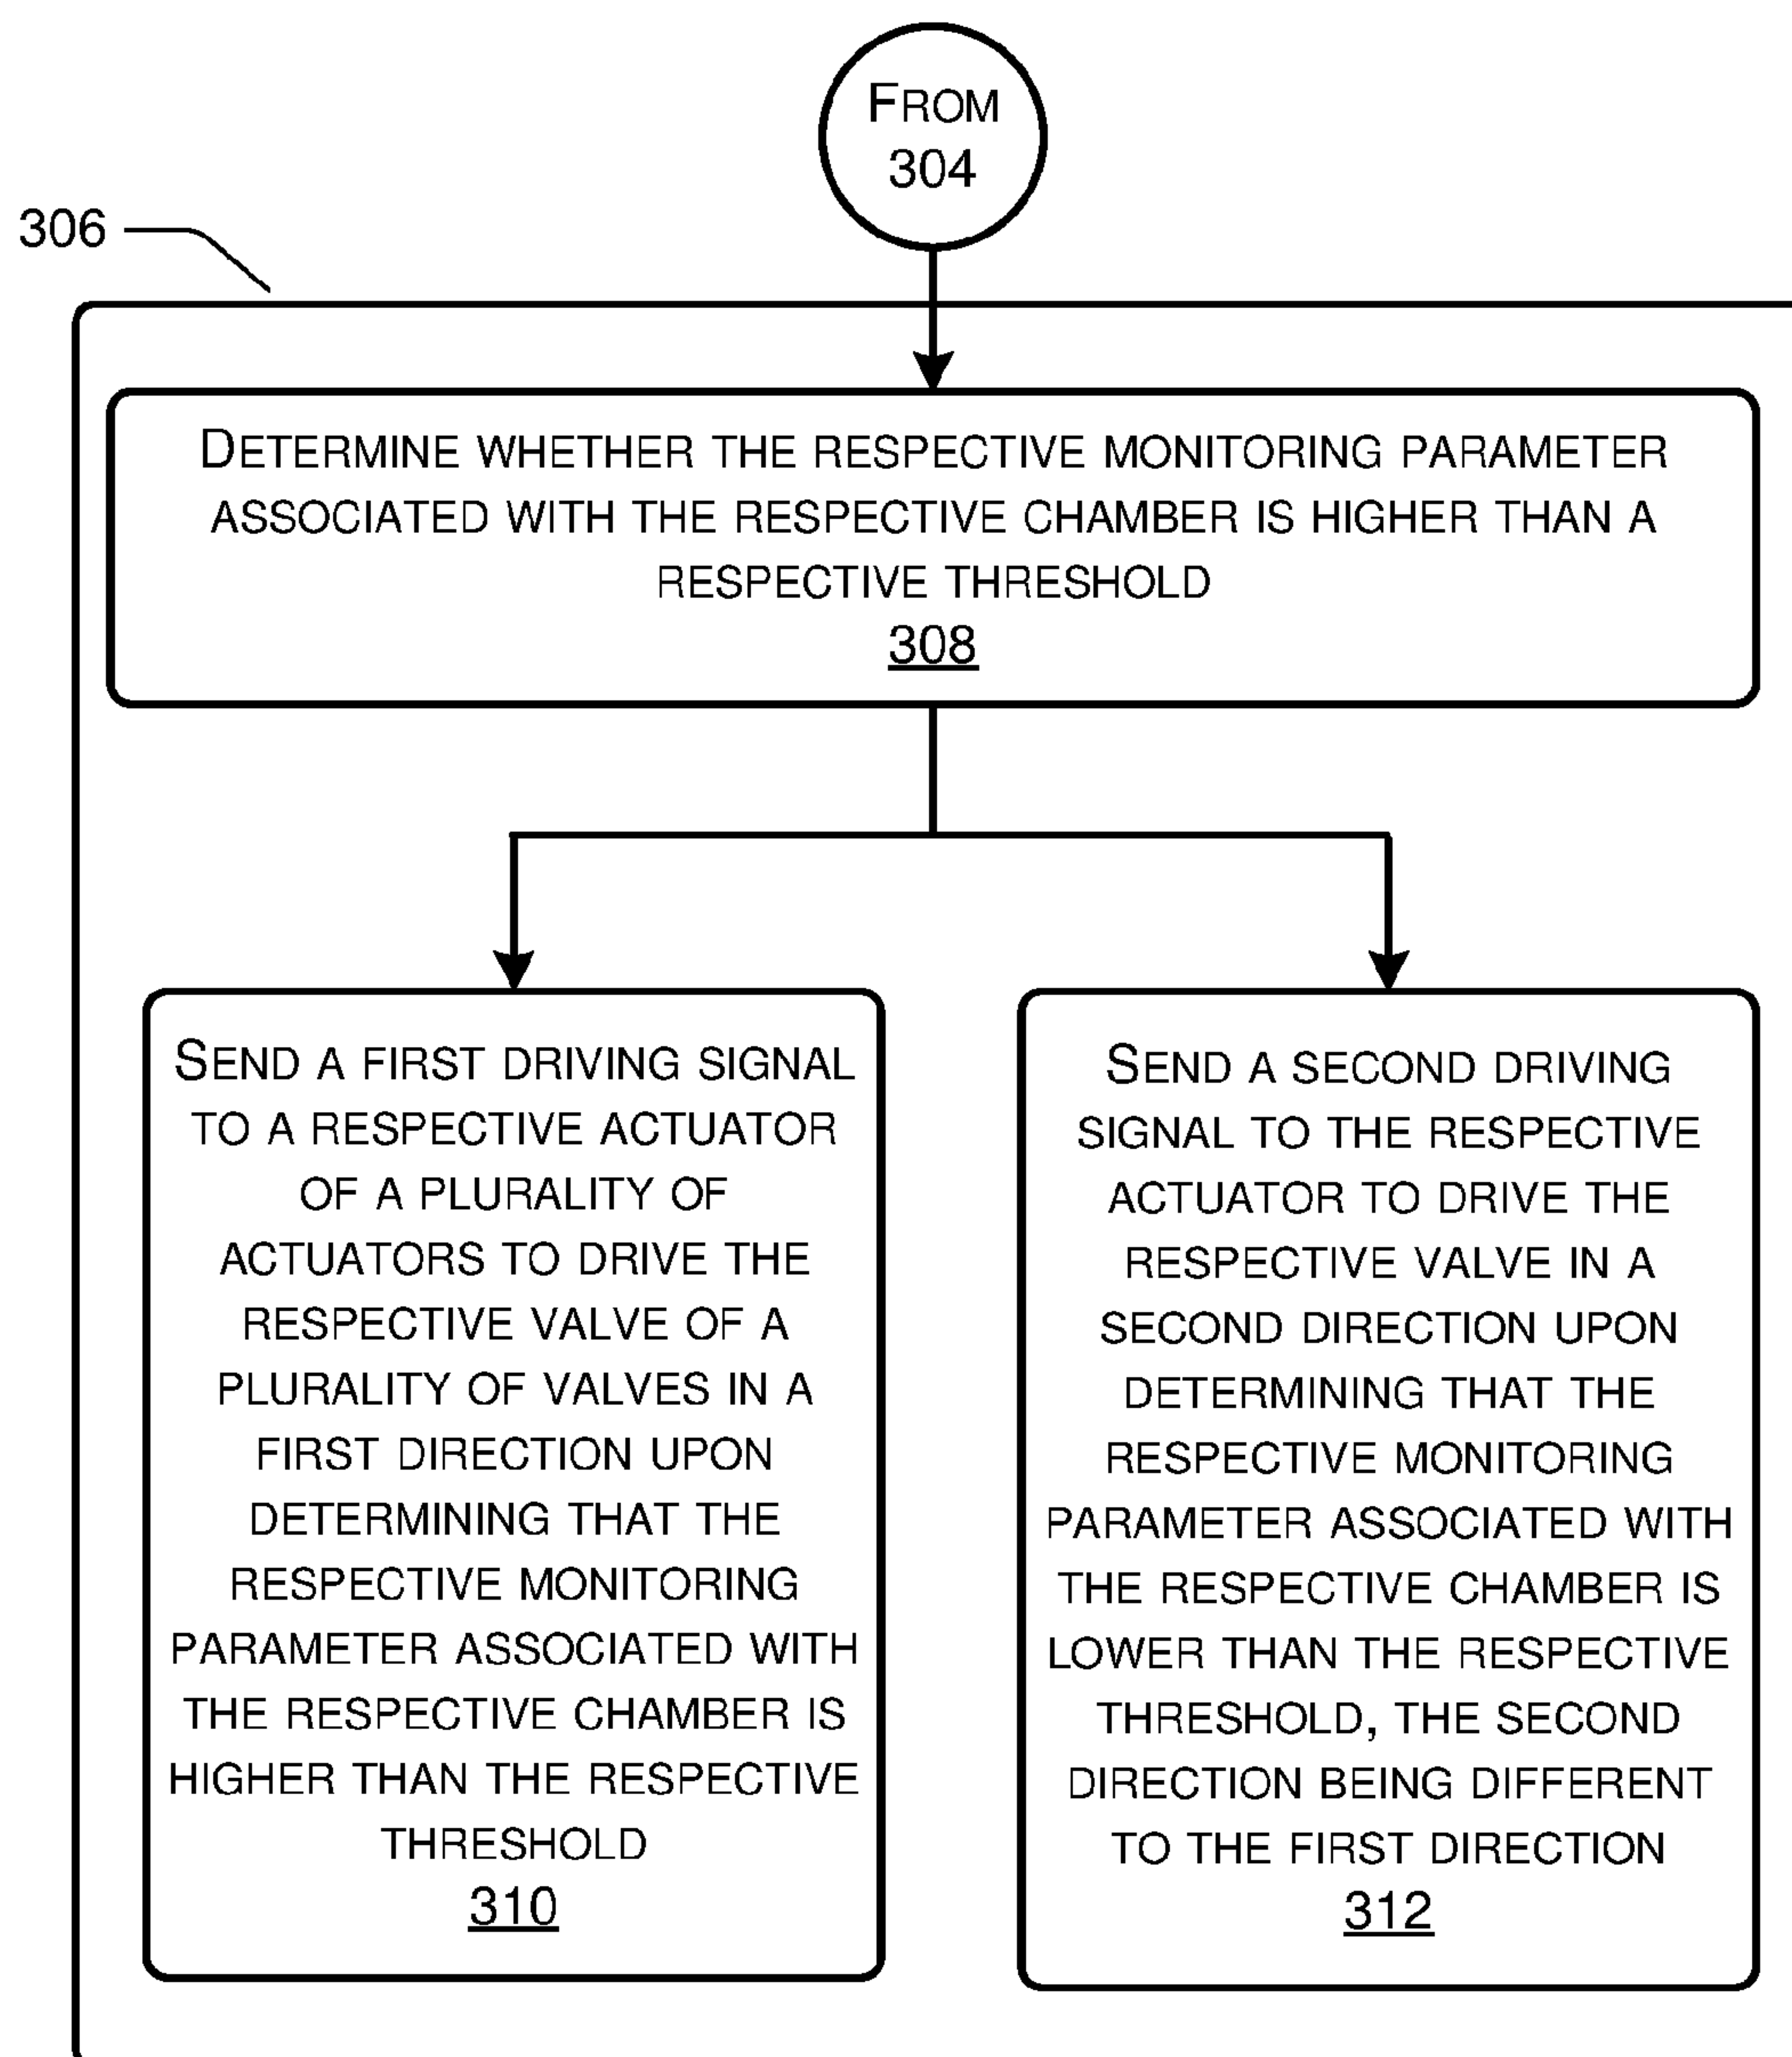 FROM
304
306
DETERMINE WHETHER THE RESPECTIVE MONITORING PARAMETER
ASSOCIATED WITH THE RESPECTIVE CHAMBER IS HIGHER THAN A
RESPECTIVE THRESHOLD
308
SEND A FIRST DRIVING SIGNAL
TO A RESPECTIVE ACTUATOR
OF A PLURALITY OF
ACTUATORS TO DRIVE THE
RESPECTIVE VALVE OF A
PLURALITY OF VALVES IN A
FIRST DIRECTION UPON
DETERMINING THAT THE
RESPECTIVE MONITORING
PARAMETER ASSOCIATED WITH
THE RESPECTIVE CHAMBER IS
HIGHER THAN THE RESPECTIVE
THRESHOLD
310
SEND A SECOND DRIVING
SIGNAL TO THE RESPECTIVE
ACTUATOR TO DRIVE THE
RESPECTIVE VALVE IN A
SECOND DIRECTION UPON
DETERMINING THAT THE
RESPECTIVE MONITORING
PARAMETER ASSOCIATED WITH
THE RESPECTIVE CHAMBER IS
LOWER THAN THE RESPECTIVE
THRESHOLD, THE SECOND
DIRECTION BEING DIFFERENT
TO THE FIRST DIRECTION
312